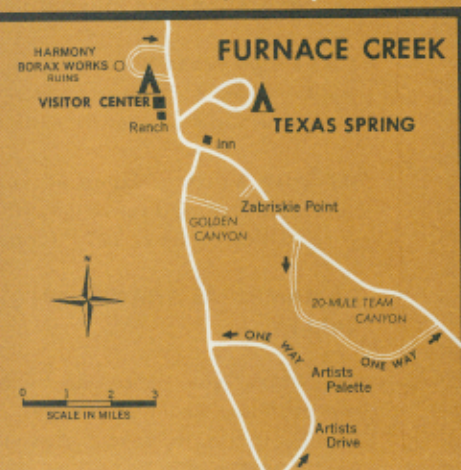 FURNACE CREEK
HARMONY
BORAX WORKS
RUINS
VISITOR CENTER
Ranch
TEXAS SPRING
Inn
Zabriskie Point
GOLDEN
CANYON
N
20-MULE TEAM
CANYON
ONE WAY
ONE WAY
Artists
Palette
0 1 2 3
SCALE IN MILES
Artists
Drive